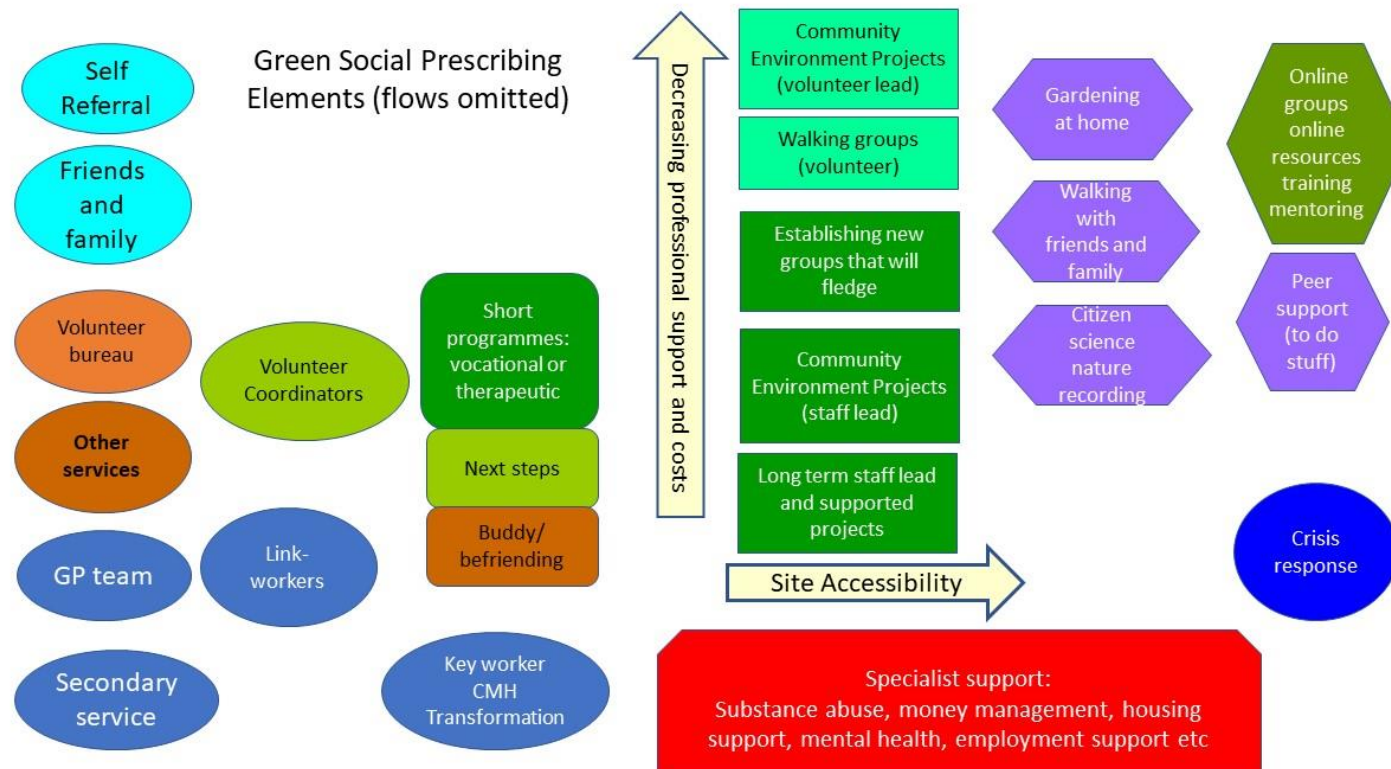 Green Social Prescribing
Elements (flows omitted)
Self
Referral
Friends
and
family
Volunteer
bureau
Other
services
GP team
Secondary
service
Volunteer
Coordinators
Link-
workers
Short
programmes:
vocational or
therapeutic
Next steps
Buddy/
befriending
Key worker
CMH
Transformation
Decreasing professional support and costs
Community
Environment Projects
(volunteer lead)
Walking groups
(volunteer)
Establishing new
groups that will
fledge
Community
Environment Projects
(staff lead)
Long term staff lead
and supported
projects
Site Accessibility
Gardening
at home
Walking
with
friends and
family
Citizen
science
nature
recording
Online
groups
online
resources
training
mentoring
Peer
support
(to do
stuff)
Crisis
response
Specialist support:
Substance abuse, money management, housing
support, mental health, employment support etc